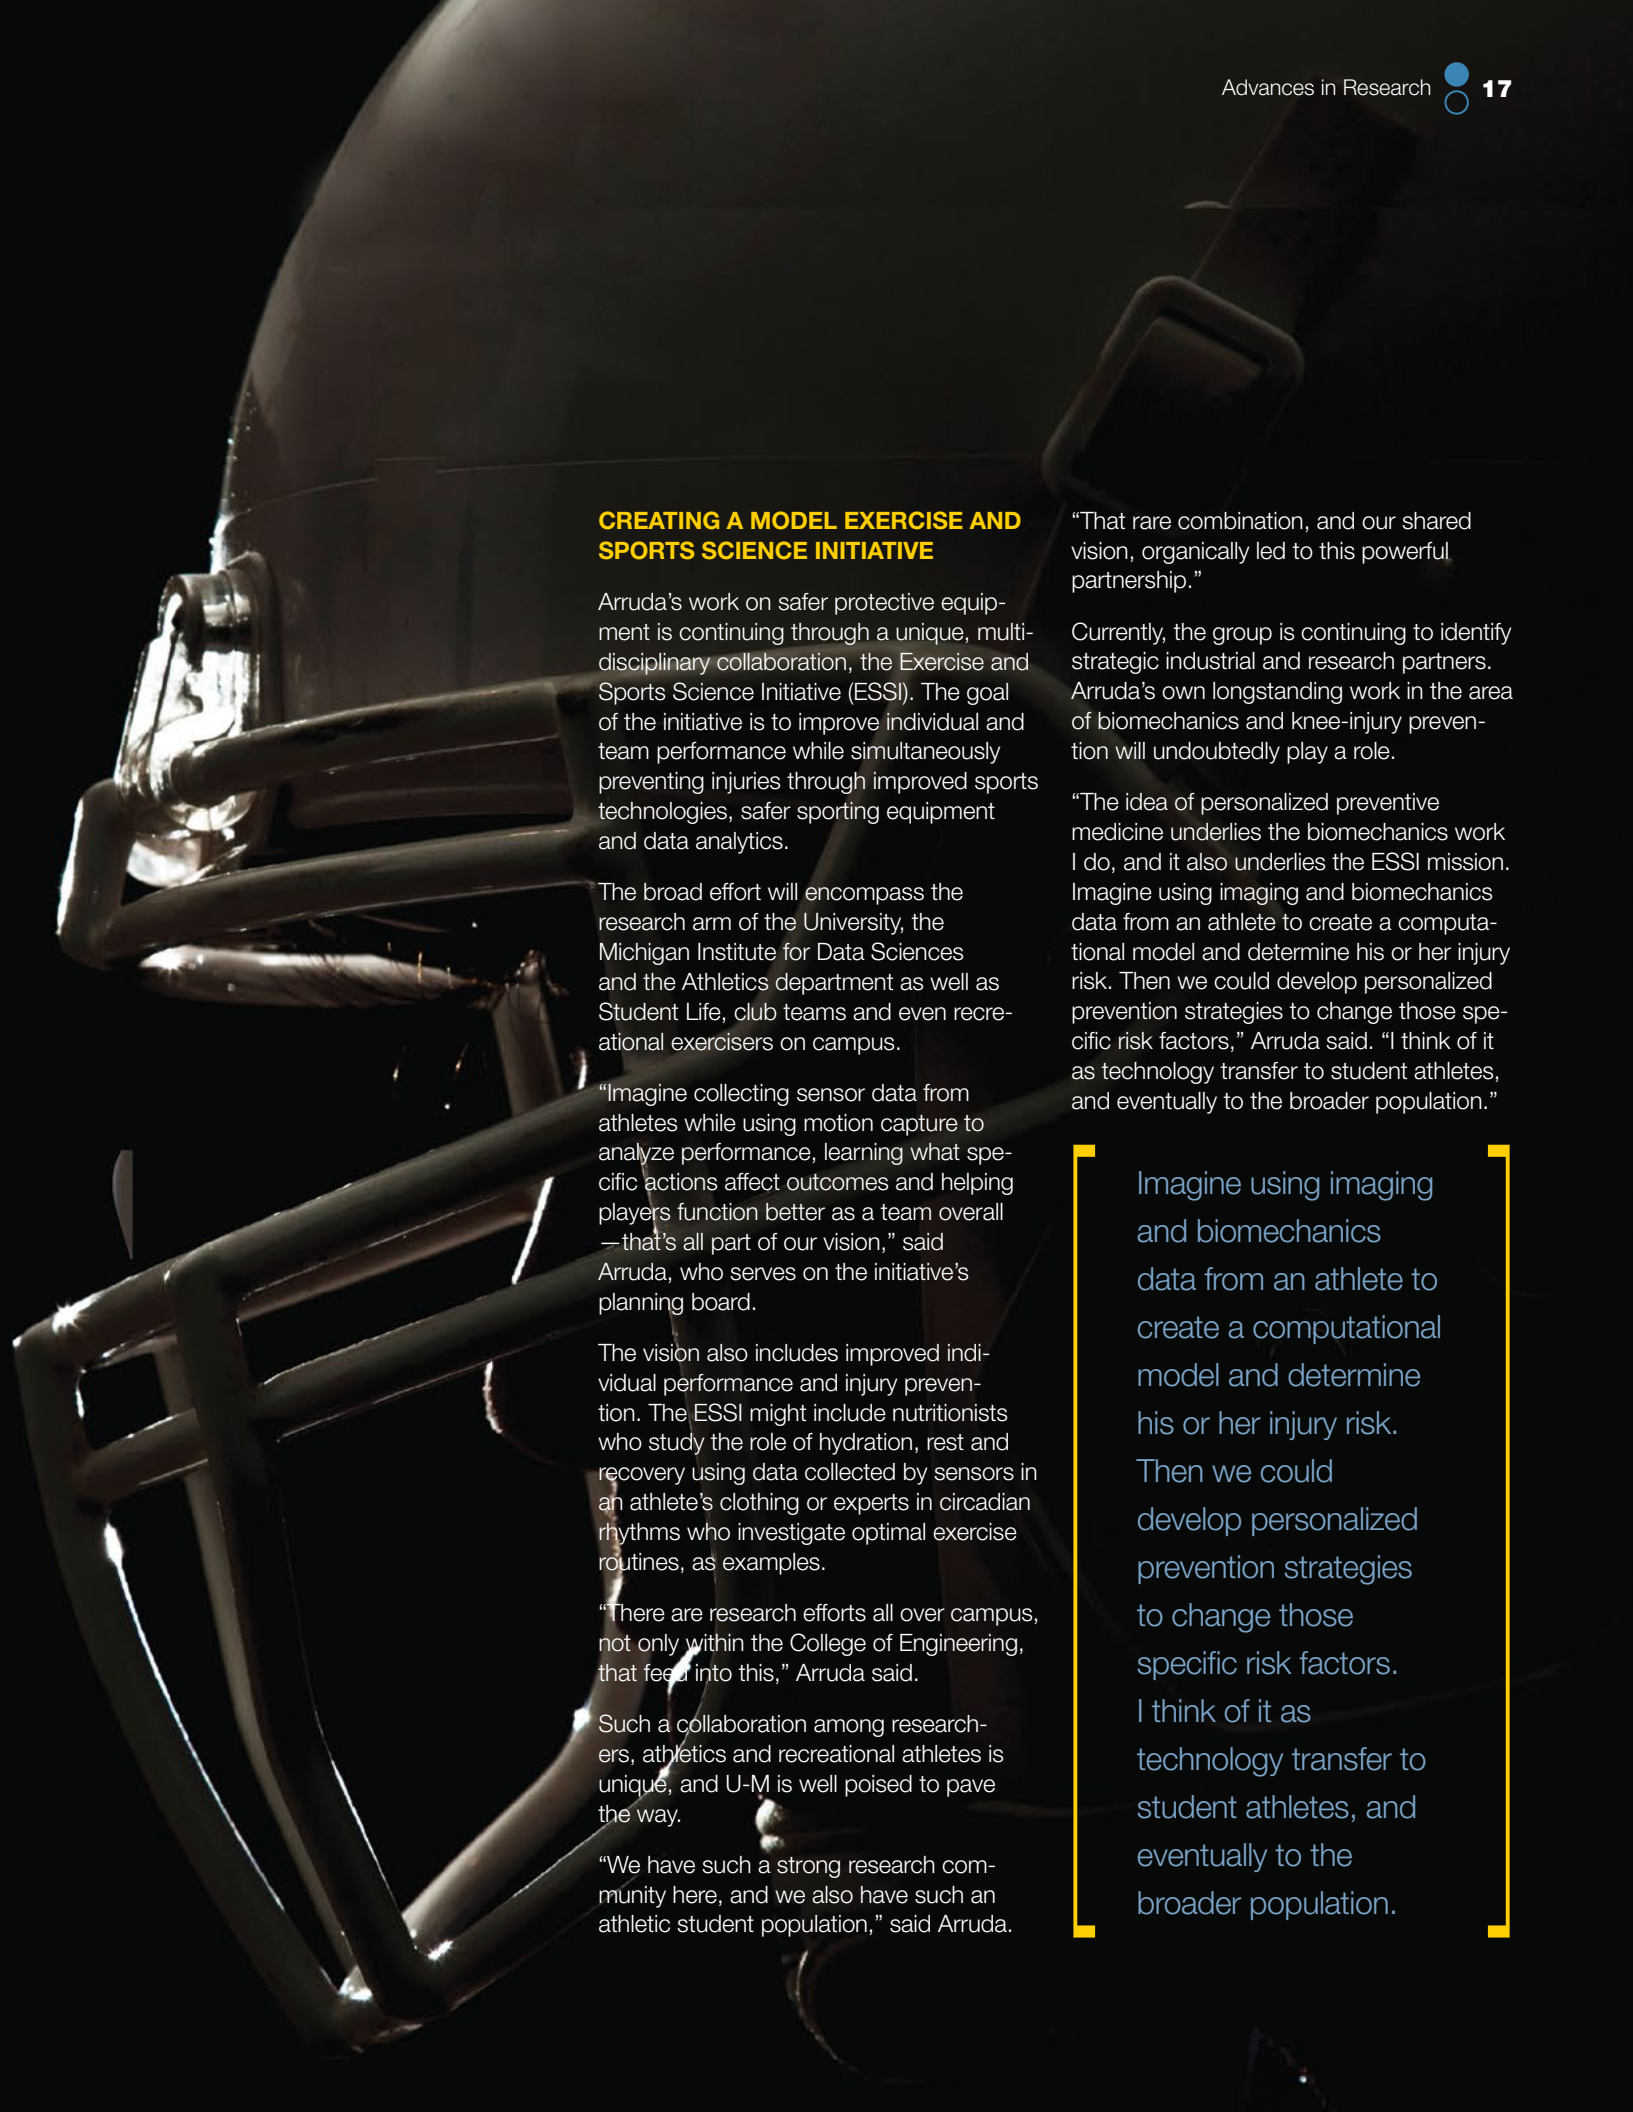 Advances in Research 17
CREATING A MODEL EXERCISE AND
SPORTS SCIENCE INITIATIVE
Arruda’s work on safer protective equip-
ment is continuing through a unique, multi-
disciplinary collaboration, the Exercise and
Sports Science Initiative (ESSI). The goal
of the initiative is to improve individual and
team performance while simultaneously
preventing injuries through improved sports
technologies, safer sporting equipment
and data analytics.
The broad effort will encompass the
research arm of the University, the
Michigan Institute for Data Sciences
and the Athletics department as well as
Student Life, club teams and even recre-
ational exercisers on campus.
“Imagine collecting sensor data from
athletes while using motion capture to
analyze performance, learning what spe-
cific actions affect outcomes and helping
players function better as a team overall
—that’s all part of our vision,” said
Arruda, who serves on the initiative’s
planning board.
The vision also includes improved indi-
vidual performance and injury preven-
tion. The ESSI might include nutritionists
who study the role of hydration, rest and
recovery using data collected by sensors in
an athlete’s clothing or experts in circadian
rhythms who investigate optimal exercise
routines, as examples.
“There are research efforts all over campus,
not only within the College of Engineering,
that feed into this,” Arruda said.
Such a collaboration among research-
ers, athletics and recreational athletes is
unique, and U-M is well poised to pave
the way.
“We have such a strong research com-
munity here, and we also have such an
athletic student population,” said Arruda.
“That rare combination, and our shared
vision, organically led to this powerful
partnership.”
Currently, the group is continuing to identify
strategic industrial and research partners.
Arruda’s own longstanding work in the area
of biomechanics and knee-injury preven-
tion will undoubtedly play a role.
“The idea of personalized preventive
medicine underlies the biomechanics work
I do, and it also underlies the ESSI mission.
Imagine using imaging and biomechanics
data from an athlete to create a computa-
tional model and determine his or her injury
risk. Then we could develop personalized
prevention strategies to change those spe-
cific risk factors,” Arruda said. “I think of it
as technology transfer to student athletes,
and eventually to the broader population.”
Imagine using imaging
and biomechanics
data from an athlete to
create a computational
model and determine
his or her injury risk.
Then we could
develop personalized
prevention strategies
to change those
specific risk factors.
I think of it as
technology transfer to
student athletes, and
eventually to the
broader population.